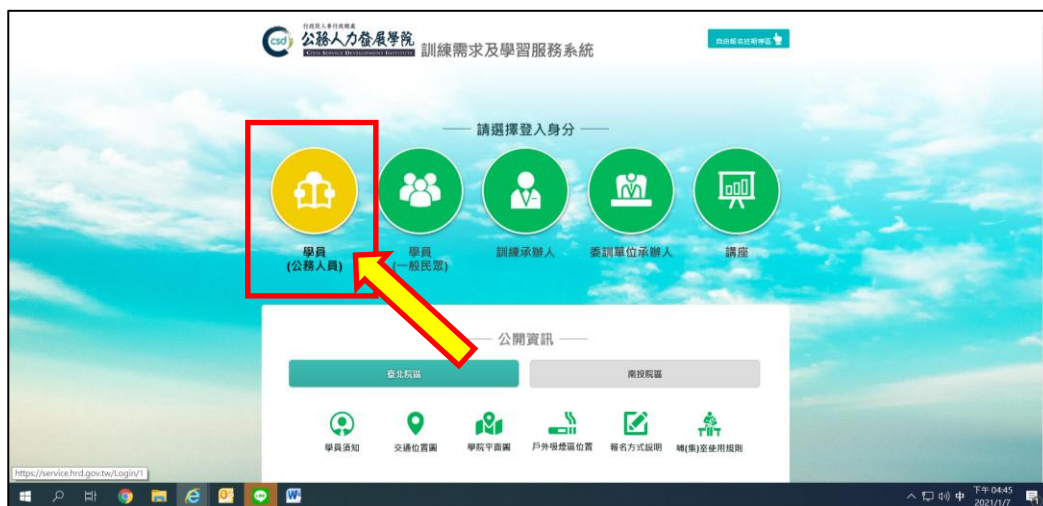 行政院人事行政總處
公務人力發展學院
CIVIL SERVICE DEVELOPMENT INSTITUTE
csdi
訓練需求及學習服務系統
自由報名班期專區
請選擇登入身分
學員
(公務人員)
學員
(一般民眾)
訓練承辦人
委訓單位承辦人
講座
公開資訊
臺北院區
南投院區
學員須知
交通位置圖
學院平面圖
戶外吸煙區位置
報名方式說明
哺(集)室使用規則
https://service.hrd.gov.tw/Login/1
中
下午 04:45
2021/1/7